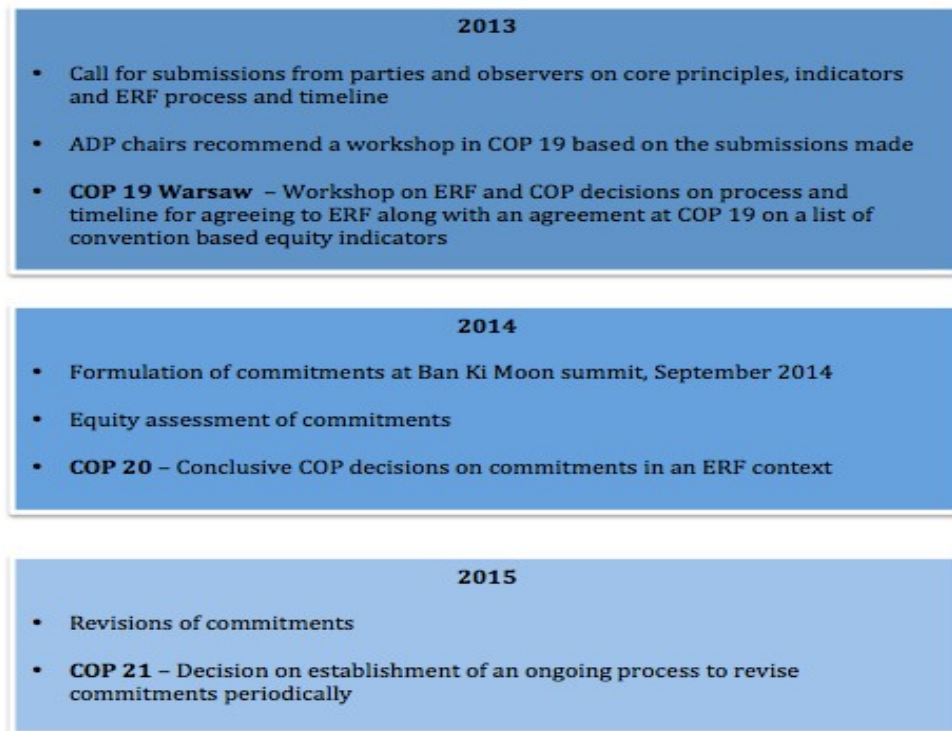 2013
• Call for submissions from parties and observers on core principles, indicators
and ERF process and timeline
• ADP chairs recommend a workshop in COP 19 based on the submissions made
• COP 19 Warsaw – Workshop on ERF and COP decisions on process and
timeline for agreeing to ERF along with an agreement at COP 19 on a list of
convention based equity indicators
2014
• Formulation of commitments at Ban Ki Moon summit, September 2014
• Equity assessment of commitments
• COP 20 – Conclusive COP decisions on commitments in an ERF context
2015
• Revisions of commitments
• COP 21 – Decision on establishment of an ongoing process to revise
commitments periodically